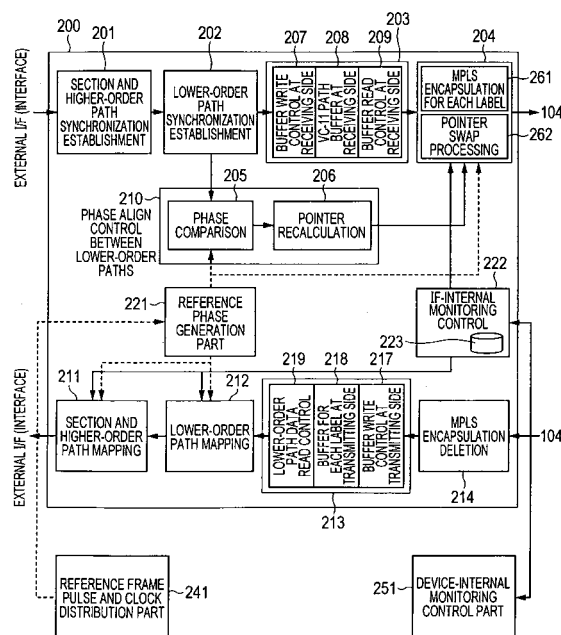 200
201
202
207
208
209
203
204
EXTERNAL I/F (INTERFACE)
SECTION AND
HIGHER-ORDER
PATH
SYNCHRONIZATION
ESTABLISHMENT
LOWER-ORDER
PATH
SYNCHRONIZATION
ESTABLISHMENT
BUFFER WRITE
CONTROL AT
RECEIVING SIDE
VC-11 PATH
BUFFER AT
RECEIVING SIDE
BUFFER READ
CONTROL AT
RECEIVING SIDE
MPLS
ENCAPSULATION
FOR EACH LABEL
261
104
POINTER
SWAP
PROCESSING
262
210
205
206
PHASE ALIGN
CONTROL
BETWEEN
LOWER-ORDER
PATHS
PHASE
COMPARISON
POINTER
RECALCULATION
221
REFERENCE
PHASE
GENERATION
PART
222
IF-INTERNAL
MONITORING
CONTROL
223
211
212
219
218
217
EXTERNAL I/F (INTERFACE)
SECTION AND
HIGHER-ORDER
PATH MAPPING
LOWER-ORDER
PATH MAPPING
LOWER-ORDER
PATH DATA
READ CONTROL
BUFFER FOR
EACH LABEL AT
TRANSMITTING SIDE
BUFFER WRITE
CONTROL AT
TRANSMITTING SIDE
MPLS
ENCAPSULATION
DELETION
104
214
213
REFERENCE FRAME
PULSE AND CLOCK
DISTRIBUTION PART
241
251
DEVICE-INTERNAL
MONITORING
CONTROL PART